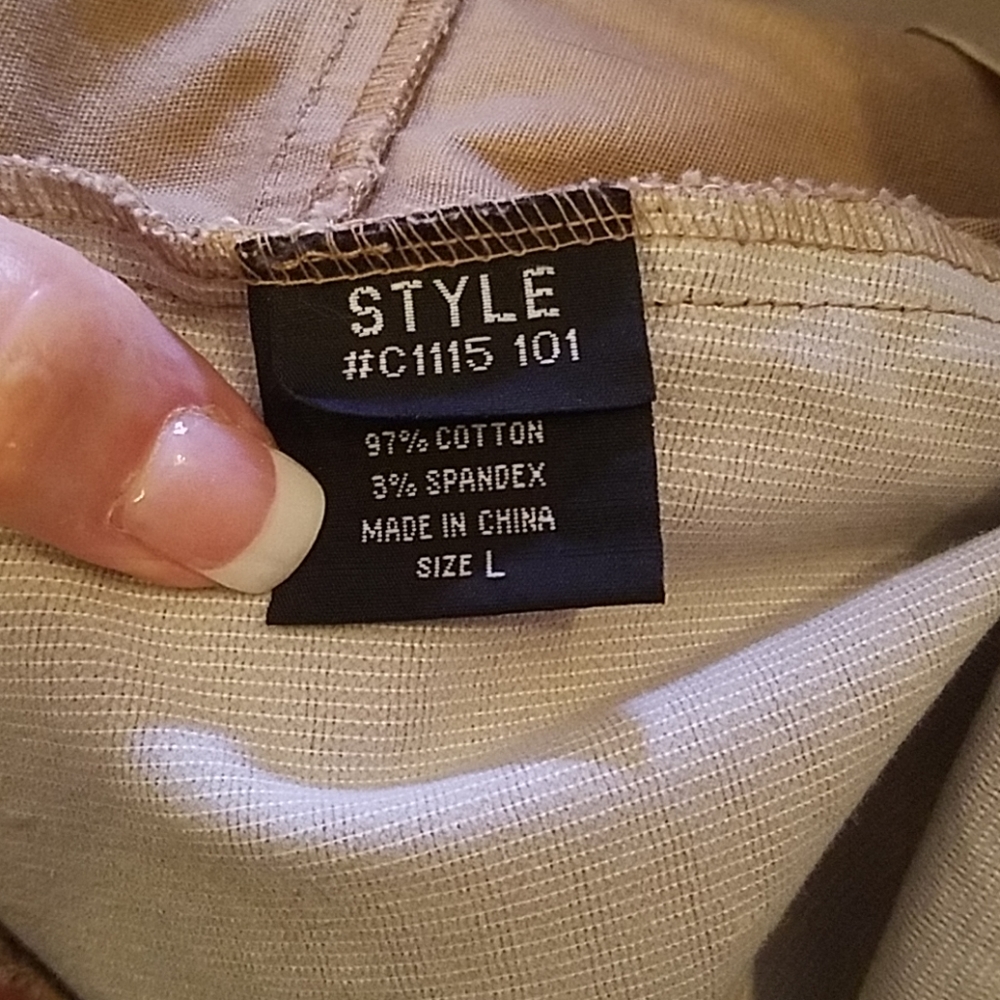 STYLE
#C1115 101
97% COTTON
3% SPANDEX
MADE IN CHINA
SIZE L